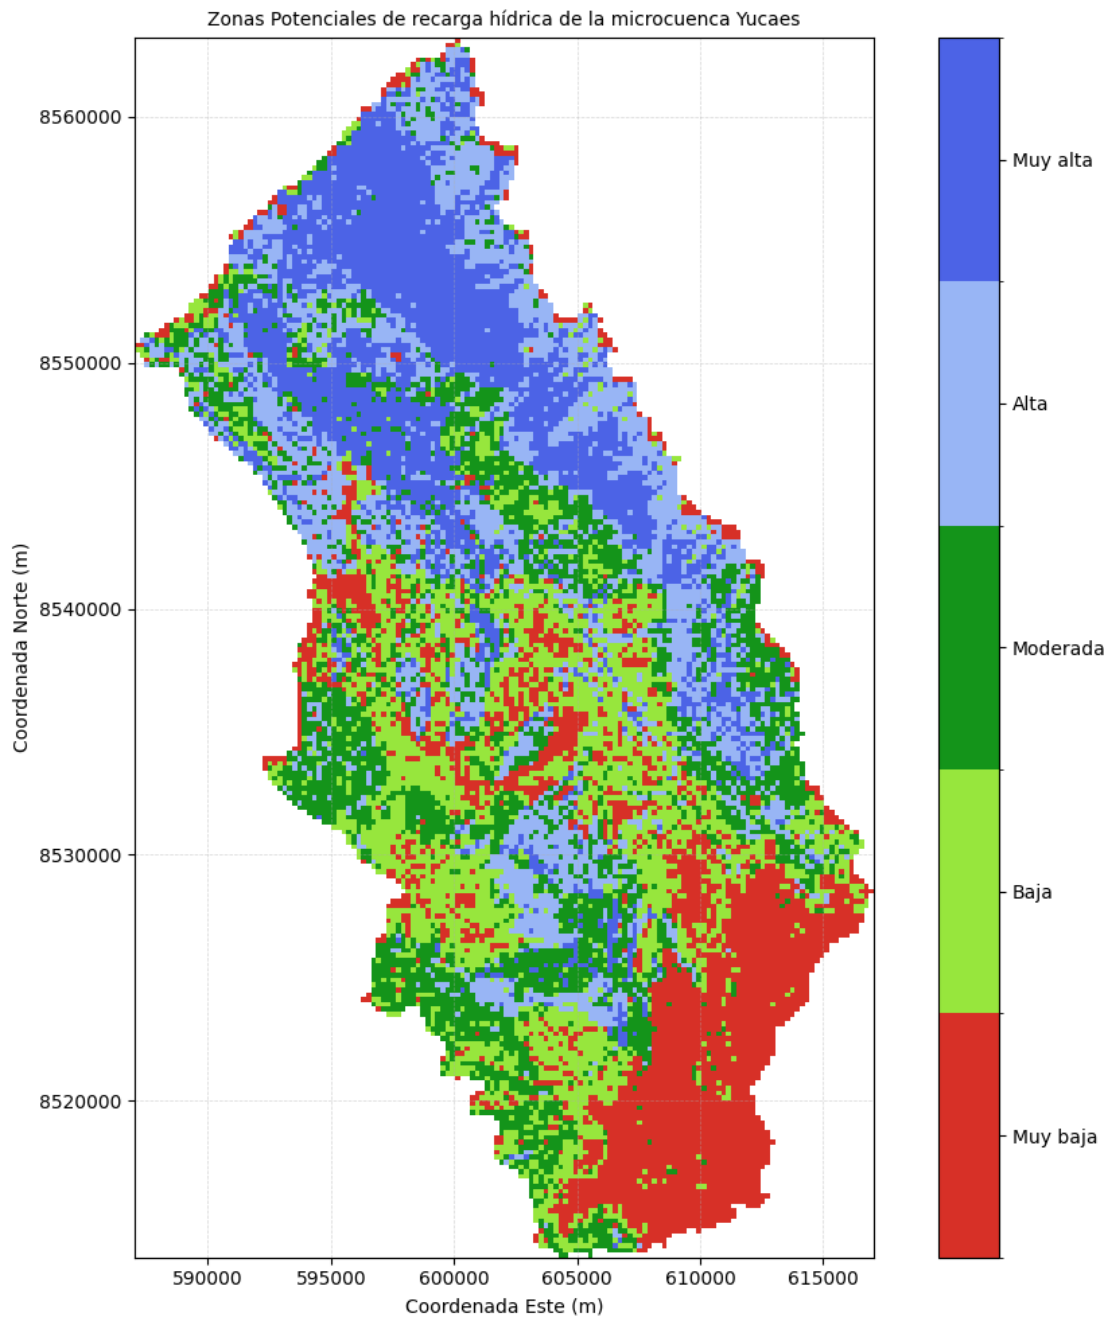 Zonas Potenciales de recarga hídrica de la microcuenca Yucaes
8560000
8550000
8540000
8530000
8520000
Coordenada Norte (m)
590000
595000
600000
605000
610000
615000
Coordenada Este (m)
Muy alta
Alta
Moderada
Baja
Muy baja